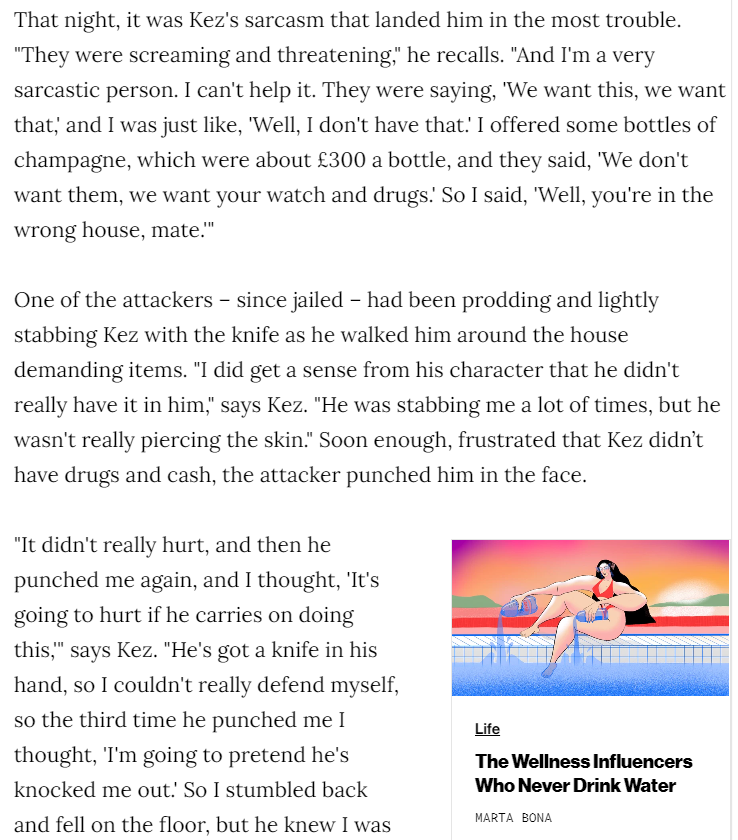 That night, it was Kez's sarcasm that landed him in the most trouble.
"They were screaming and threatening," he recalls. "And I'm a very
sarcastic person. I can't help it. They were saying, 'We want this, we want
that,' and I was just like, 'Well, I don't have that.' I offered some bottles of
champagne, which were about £300 a bottle, and they said, 'We don't
want them, we want your watch and drugs.' So I said, 'Well, you're in the
wrong house, mate.'"
One of the attackers – since jailed – had been prodding and lightly
stabbing Kez with the knife as he walked him around the house
demanding items. "I did get a sense from his character that he didn't
really have it in him," says Kez. "He was stabbing me a lot of times, but he
wasn't really piercing the skin." Soon enough, frustrated that Kez didn’t
have drugs and cash, the attacker punched him in the face.
"It didn't really hurt, and then he
punched me again, and I thought, 'It's
going to hurt if he carries on doing
this,'" says Kez. "He's got a knife in his
hand, so I couldn't really defend myself,
so the third time he punched me I
thought, 'I'm going to pretend he's
knocked me out.' So I stumbled back
and fell on the floor, but he knew I was
Life
The Wellness Influencers
Who Never Drink Water
MARTA BONA